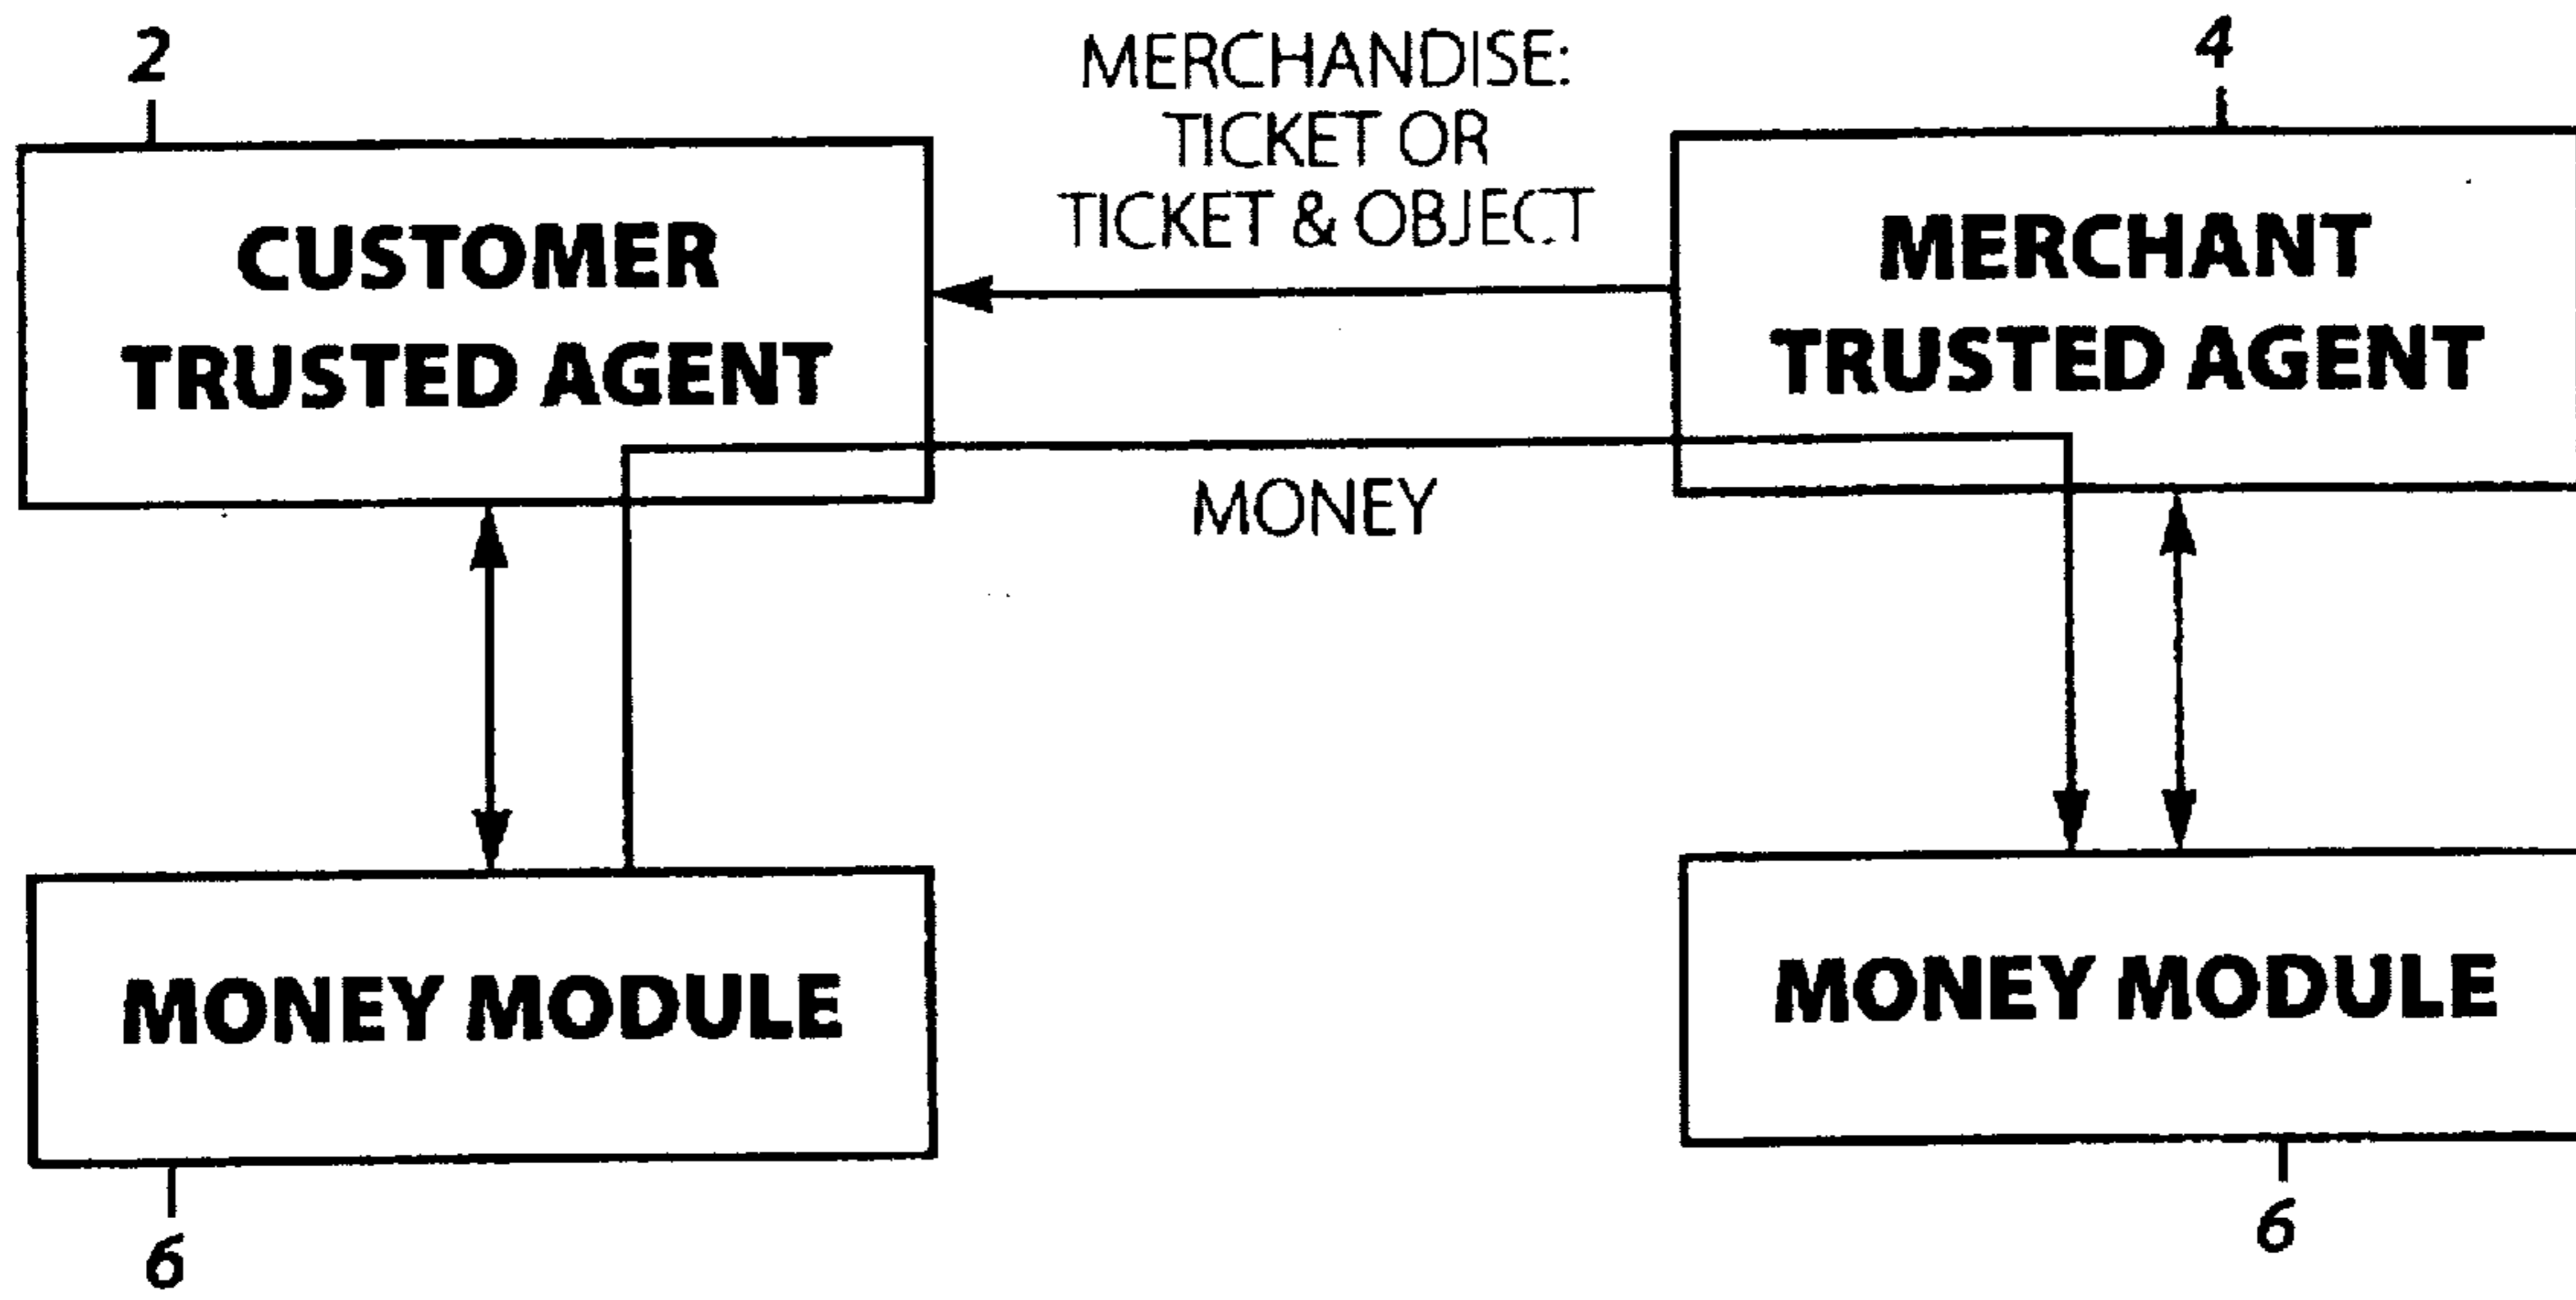 2
4
MERCHANDISE:
TICKET OR
TICKET & OBJECT
CUSTOMER
TRUSTED AGENT
MERCHANT
TRUSTED AGENT
MONEY
MONEY MODULE
MONEY MODULE
6
6